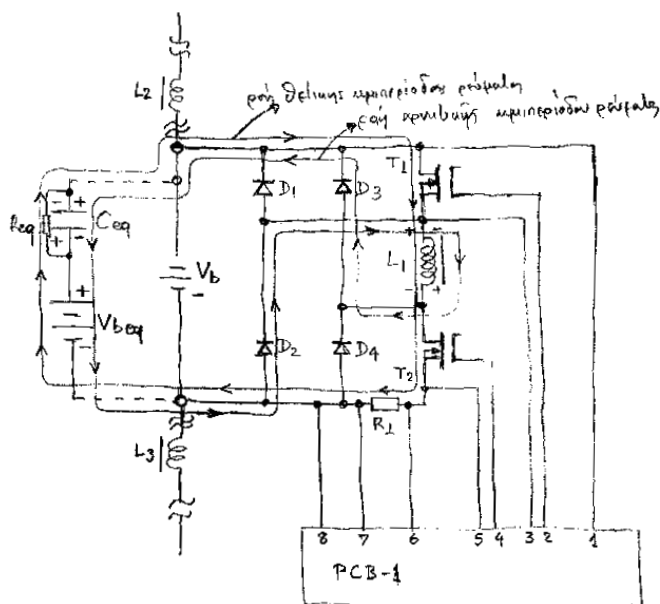 L2
ροή θετικής ημιπεριόδου ρεύματος
ροή αρνητικής ημιπεριόδου ρεύματος
T1
D1
D3
+
-
Req
Ceq
+
-
+
-
L1
-
+
Vb
-
+
Vbeq
-
D2
D4
T2
R1
L3
8 7 6 5 4 3 2 1
PCB-1